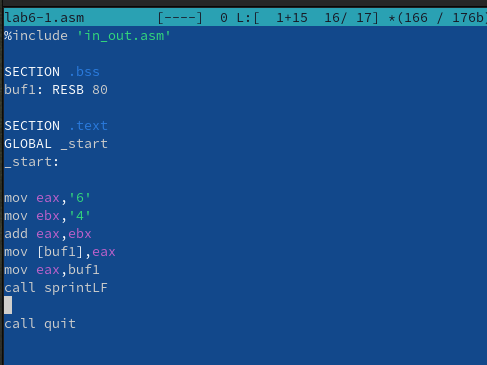 lab6-1.asm [----] 0 L:[ 1+15 16/ 17] *(166 / 176b)
%include 'in_out.asm'
SECTION .bss
buf1: RESB 80
SECTION .text
GLOBAL _start
_start:
mov eax,'6'
mov ebx,'4'
add eax,ebx
mov [buf1],eax
mov eax,buf1
call sprintLF
call quit